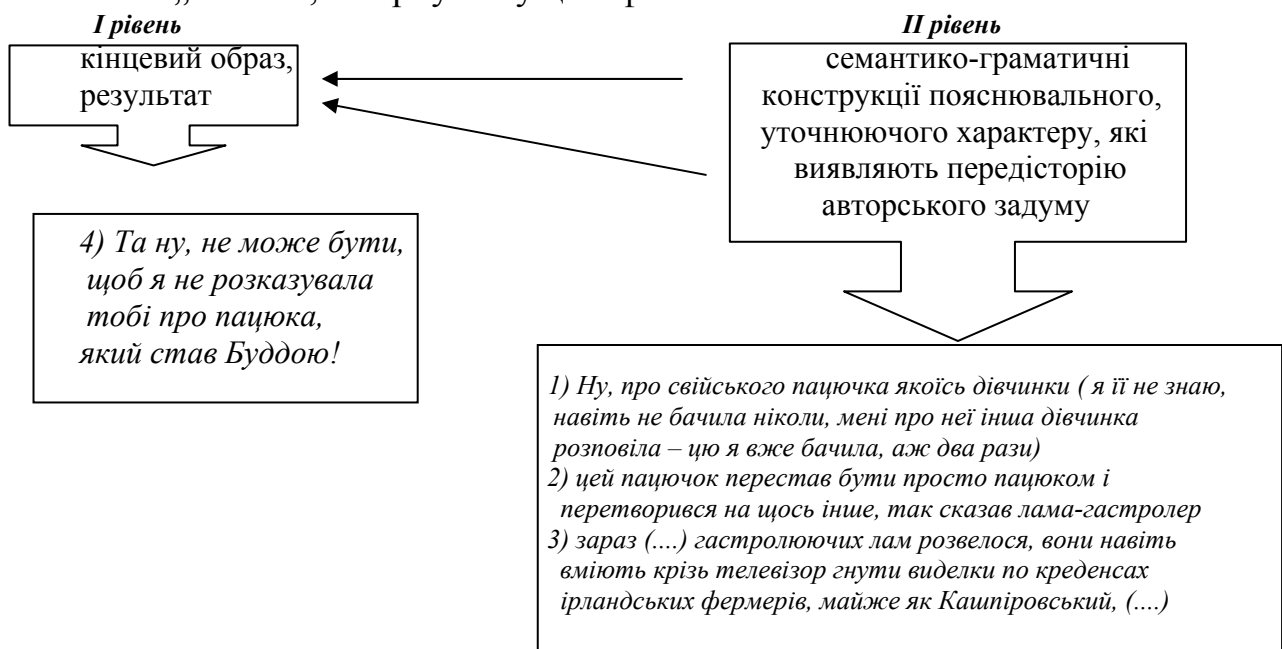 І рівень
кінцевий образ,
результат
4) Та ну, не може бути,
щоб я не розказувала
тобі про пацюка,
який став Буддою!
ІІ рівень
семантико-граматичні
конструкції пояснювального,
уточнюючого характеру, які
виявляють передісторію
авторського задуму
1) Ну, про свійського пацючка якоїсь дівчинки ( я її не знаю,
навіть не бачила ніколи, мені про неї інша дівчинка
розповіла – цю я вже бачила, аж два рази)
2) цей пацючок перестав бути просто пацюком і
перетворився на щось інше, так сказав лама-гастролер
3) зараз (....) гастролюючих лам розвелося, вони навіть
вміють крізь телевізор гнути виделки по креденсах
ірландських фермерів, майже як Кашпіровський, (....)